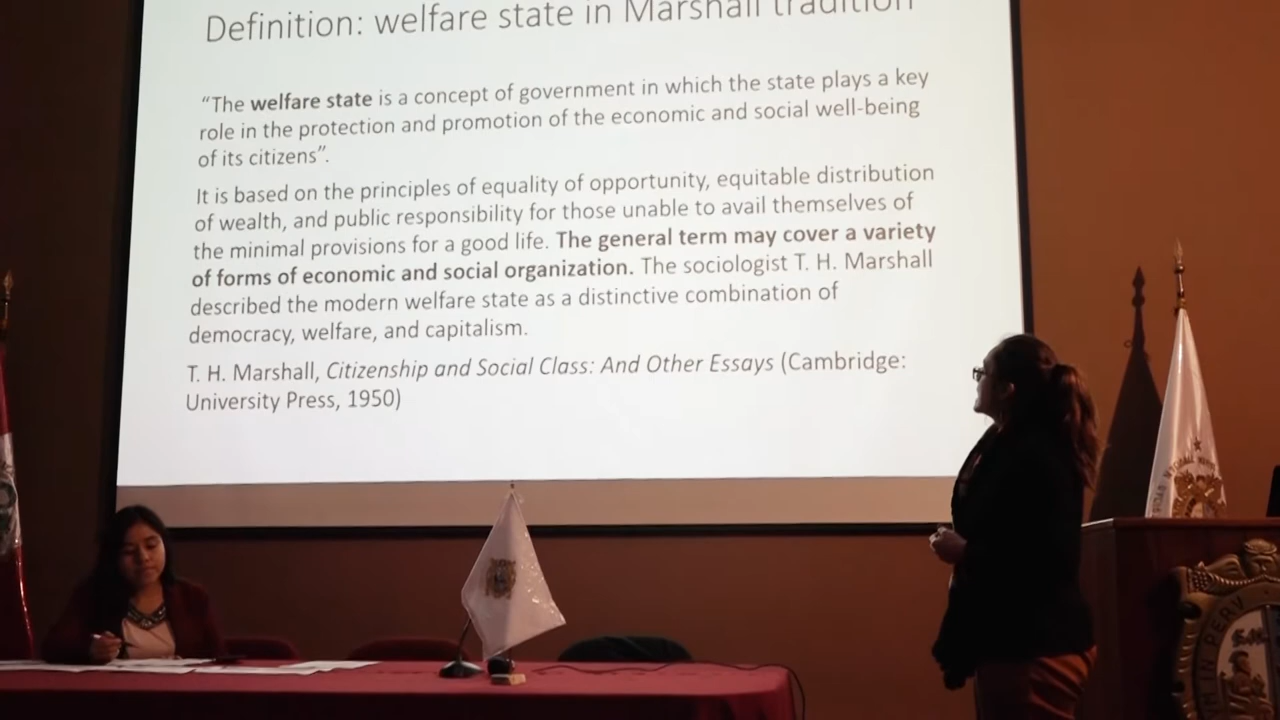 Definition: welfare state in Marshall tradition
“The welfare state is a concept of government in which the state plays a key
role in the protection and promotion of the economic and social well-being
of its citizens”.
It is based on the principles of equality of opportunity, equitable distribution
of wealth, and public responsibility for those unable to avail themselves of
the minimal provisions for a good life. The general term may cover a variety
of forms of economic and social organization. The sociologist T. H. Marshall
described the modern welfare state as a distinctive combination of
democracy, welfare, and capitalism.
T. H. Marshall, Citizenship and Social Class: And Other Essays (Cambridge:
University Press, 1950)